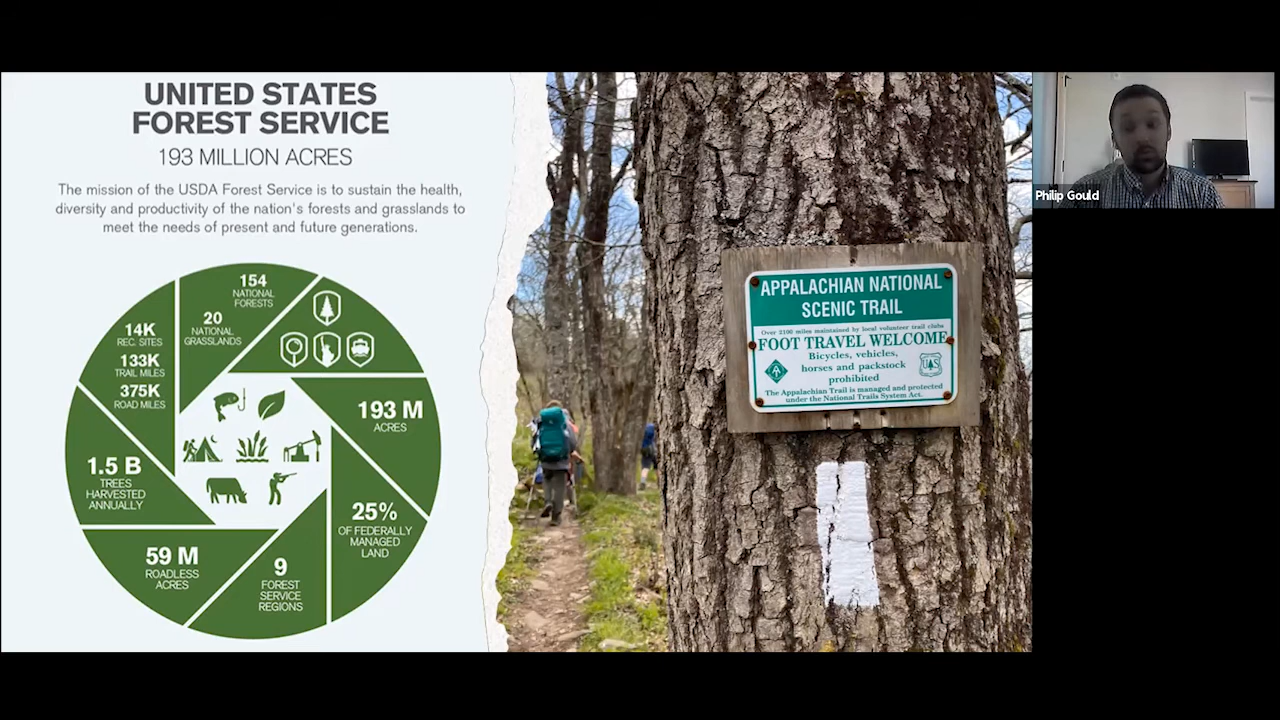 UNITED STATES
FOREST SERVICE
193 MILLION ACRES
The mission of the USDA Forest Service is to sustain the health,
diversity and productivity of the nation's forests and grasslands to
meet the needs of present and future generations.
154
NATIONAL
FORESTS
20
NATIONAL
GRASSLANDS
14K
REC. SITES
133K
TRAIL MILES
375K
ROAD MILES
193 M
ACRES
1.5 B
TREES
HARVESTED
ANNUALLY
25%
OF FEDERALLY
MANAGED
LAND
59 M
ROADLESS
ACRES
9
FOREST
SERVICE
REGIONS
APPALACHIAN NATIONAL
SCENIC TRAIL
Over 2100 miles maintained by local volunteer trail clubs
FOOT TRAVEL WELCOME
Bicycles, vehicles,
horses and packstock
prohibited
The Appalachian Trail is managed and protected
under the National Trails System Act.
U S
Philip Gould